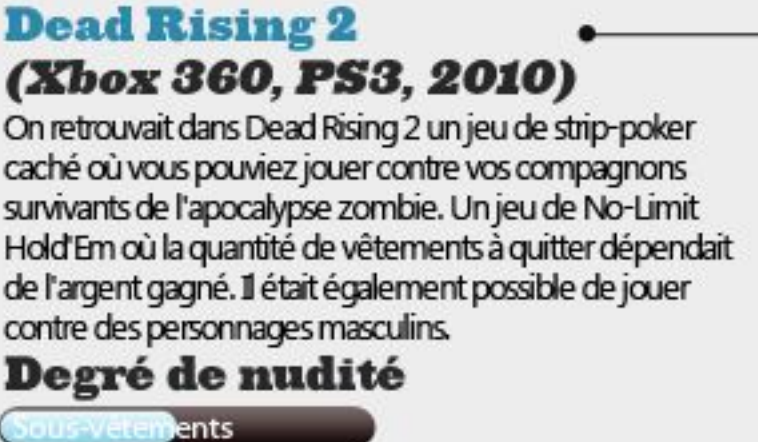 Dead Rising 2
(Xbox 360, PS3, 2010)
On retrouvait dans Dead Rising 2 un jeu de strip-poker
caché où vous pouviez jouer contre vos compagnons
survivants de l'apocalypse zombie. Un jeu de No-Limit
Hold'Em où la quantité de vêtements à quitter dépendait
de l'argent gagné. Il était également possible de jouer
contre des personnages masculins.
Degré de nudité
Sous-vêtements